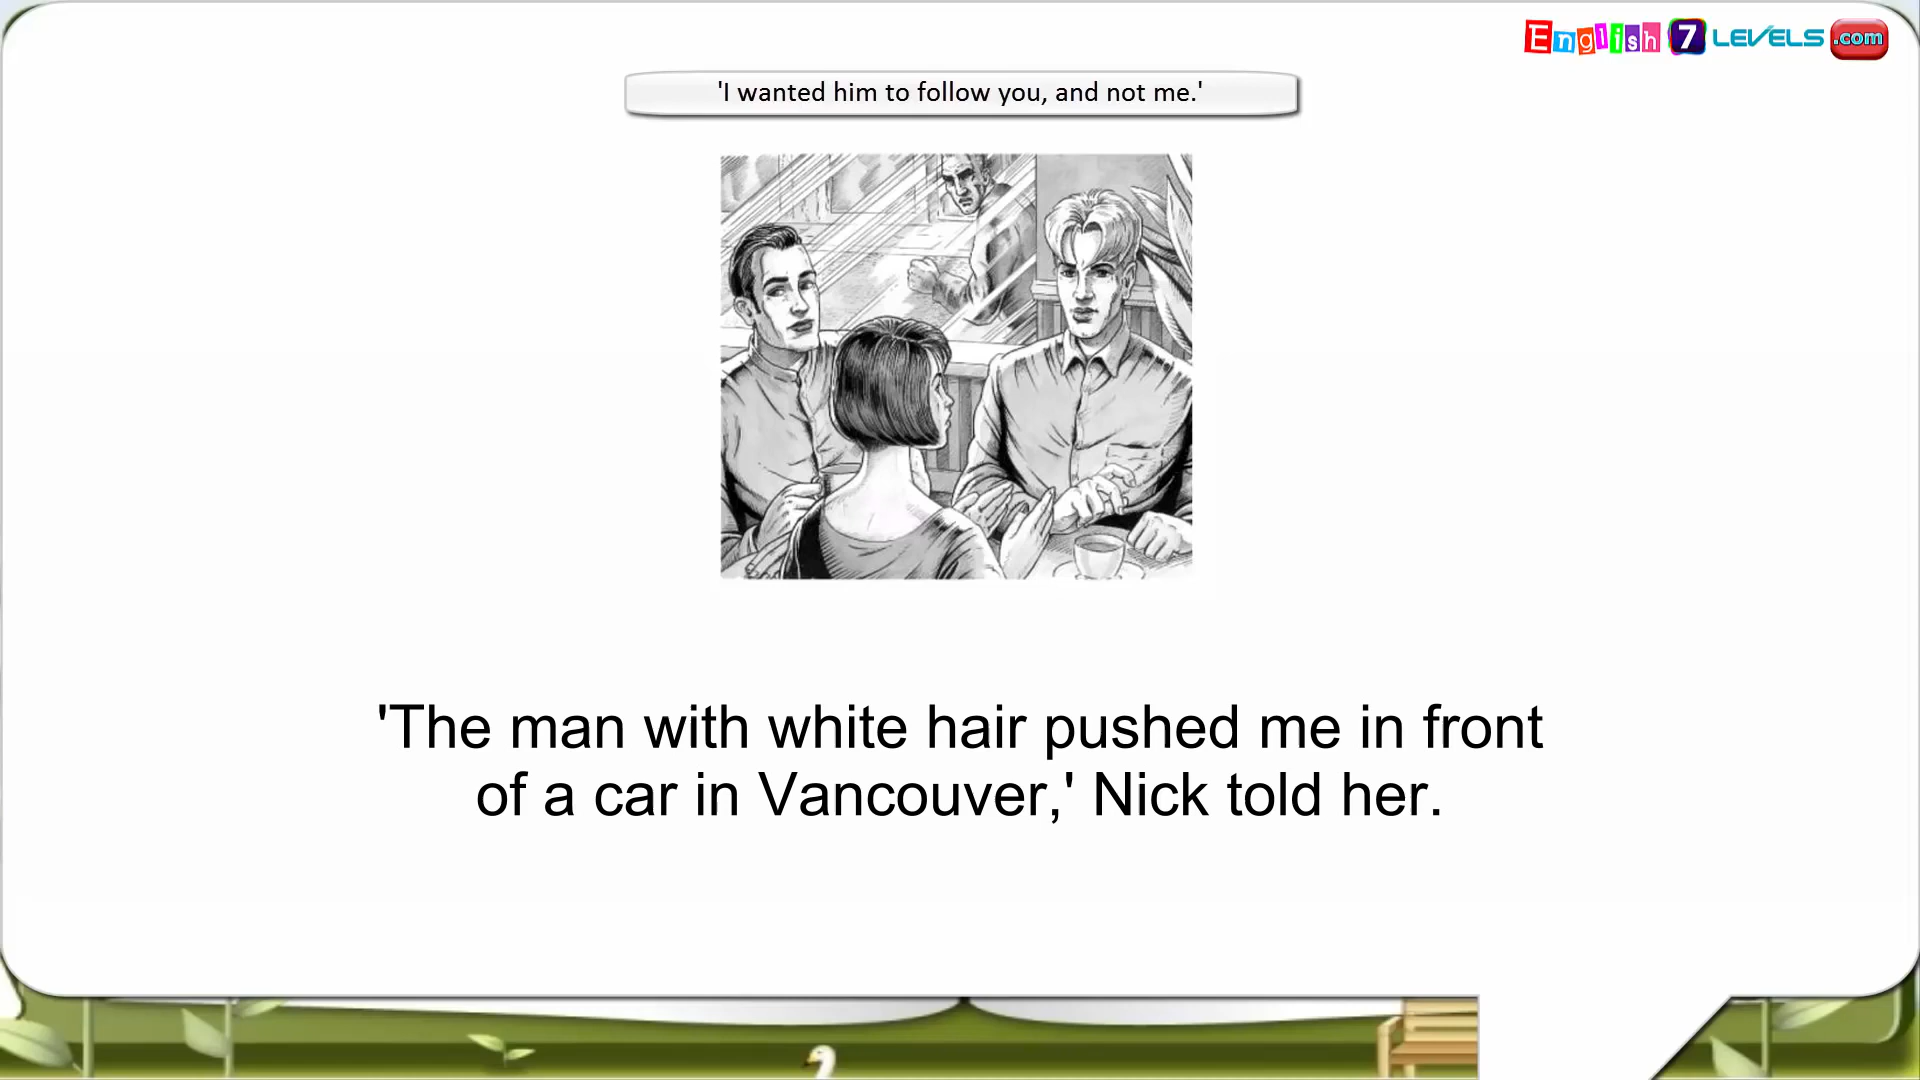 English 7 LEVELS .com
'I wanted him to follow you, and not me.'
'The man with white hair pushed me in front
of a car in Vancouver,' Nick told her.